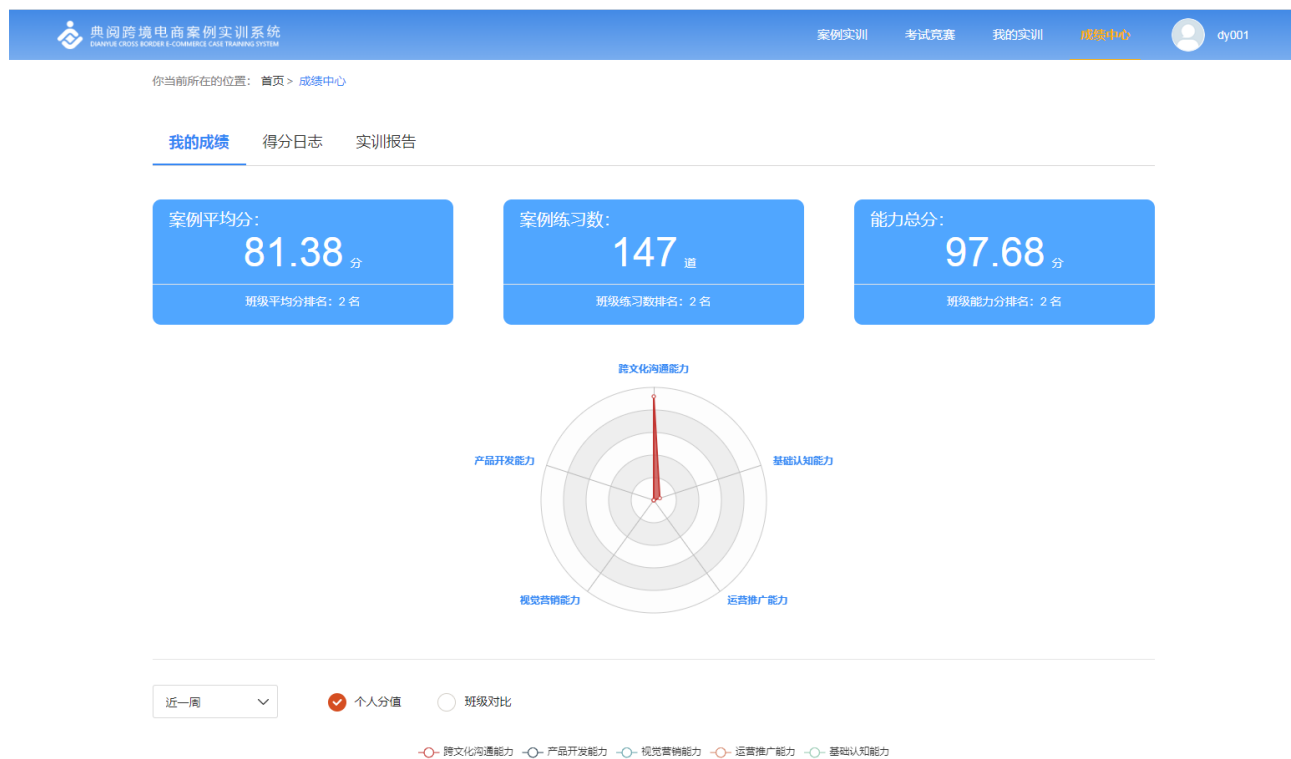 典阅跨境电商案例实训系统
DIANYUE CROSS BORDER E-COMMERCE CASE TRAINING SYSTEM
案例实训 考试竞赛 我的实训 成绩中心 dy001
你当前所在的位置： 首页 > 成绩中心
我的成绩 得分日志 实训报告
案例平均分： 案例练习数： 能力总分：
81.38 分 147 道 97.68 分
班级平均分排名：2 名 班级练习数排名：2 名 班级能力分排名：2 名
跨文化沟通能力
产品开发能力 基础认知能力
视觉营销能力 运营推广能力
近一周 个人分值 班级对比
跨文化沟通能力 产品开发能力 视觉营销能力 运营推广能力 基础认知能力